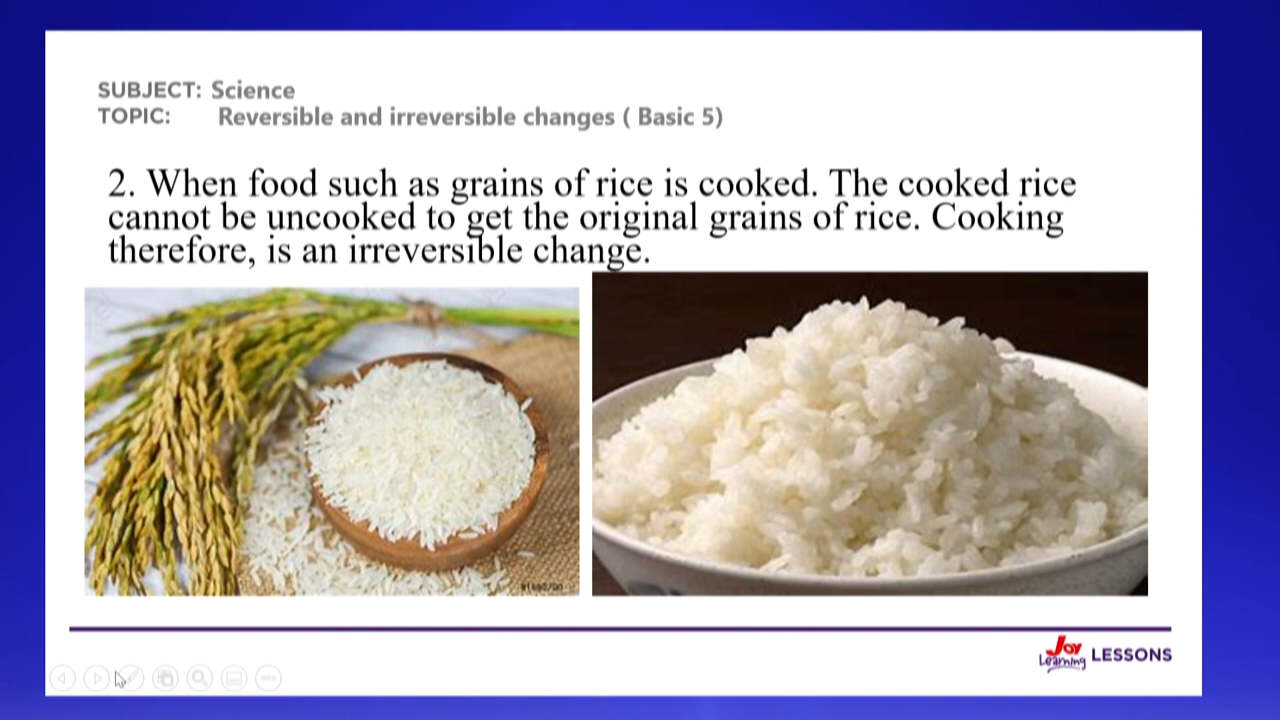 SUBJECT: Science
TOPIC: Reversible and irreversible changes ( Basic 5)
2. When food such as grains of rice is cooked. The cooked rice
cannot be uncooked to get the original grains of rice. Cooking
therefore, is an irreversible change.
Joy
Learning LESSONS